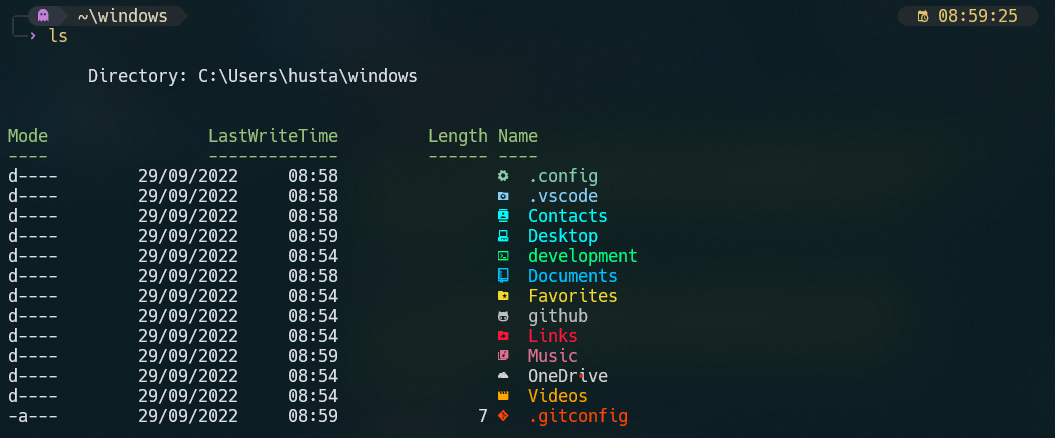 ~\windows 08:59:25
› ls
Directory: C:\Users\husta\windows
Mode LastWriteTime Length Name
---- ------------- ------ ----
d---- 29/09/2022 08:58 .config
d---- 29/09/2022 08:58 .vscode
d---- 29/09/2022 08:58 Contacts
d---- 29/09/2022 08:59 Desktop
d---- 29/09/2022 08:54 development
d---- 29/09/2022 08:58 Documents
d---- 29/09/2022 08:54 Favorites
d---- 29/09/2022 08:54 github
d---- 29/09/2022 08:54 Links
d---- 29/09/2022 08:59 Music
d---- 29/09/2022 08:54 OneDrive
d---- 29/09/2022 08:54 Videos
-a--- 29/09/2022 08:59 7 .gitconfig